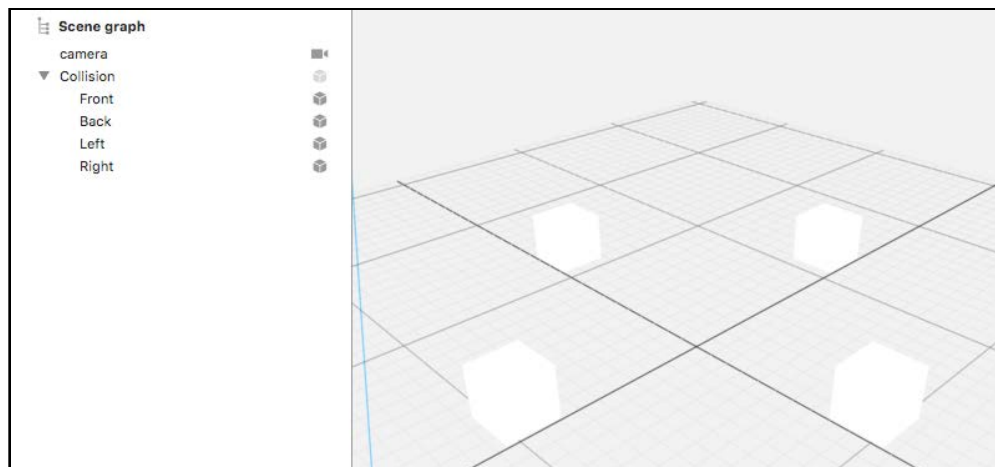 Scene graph
camera
Collision
Front
Back
Left
Right